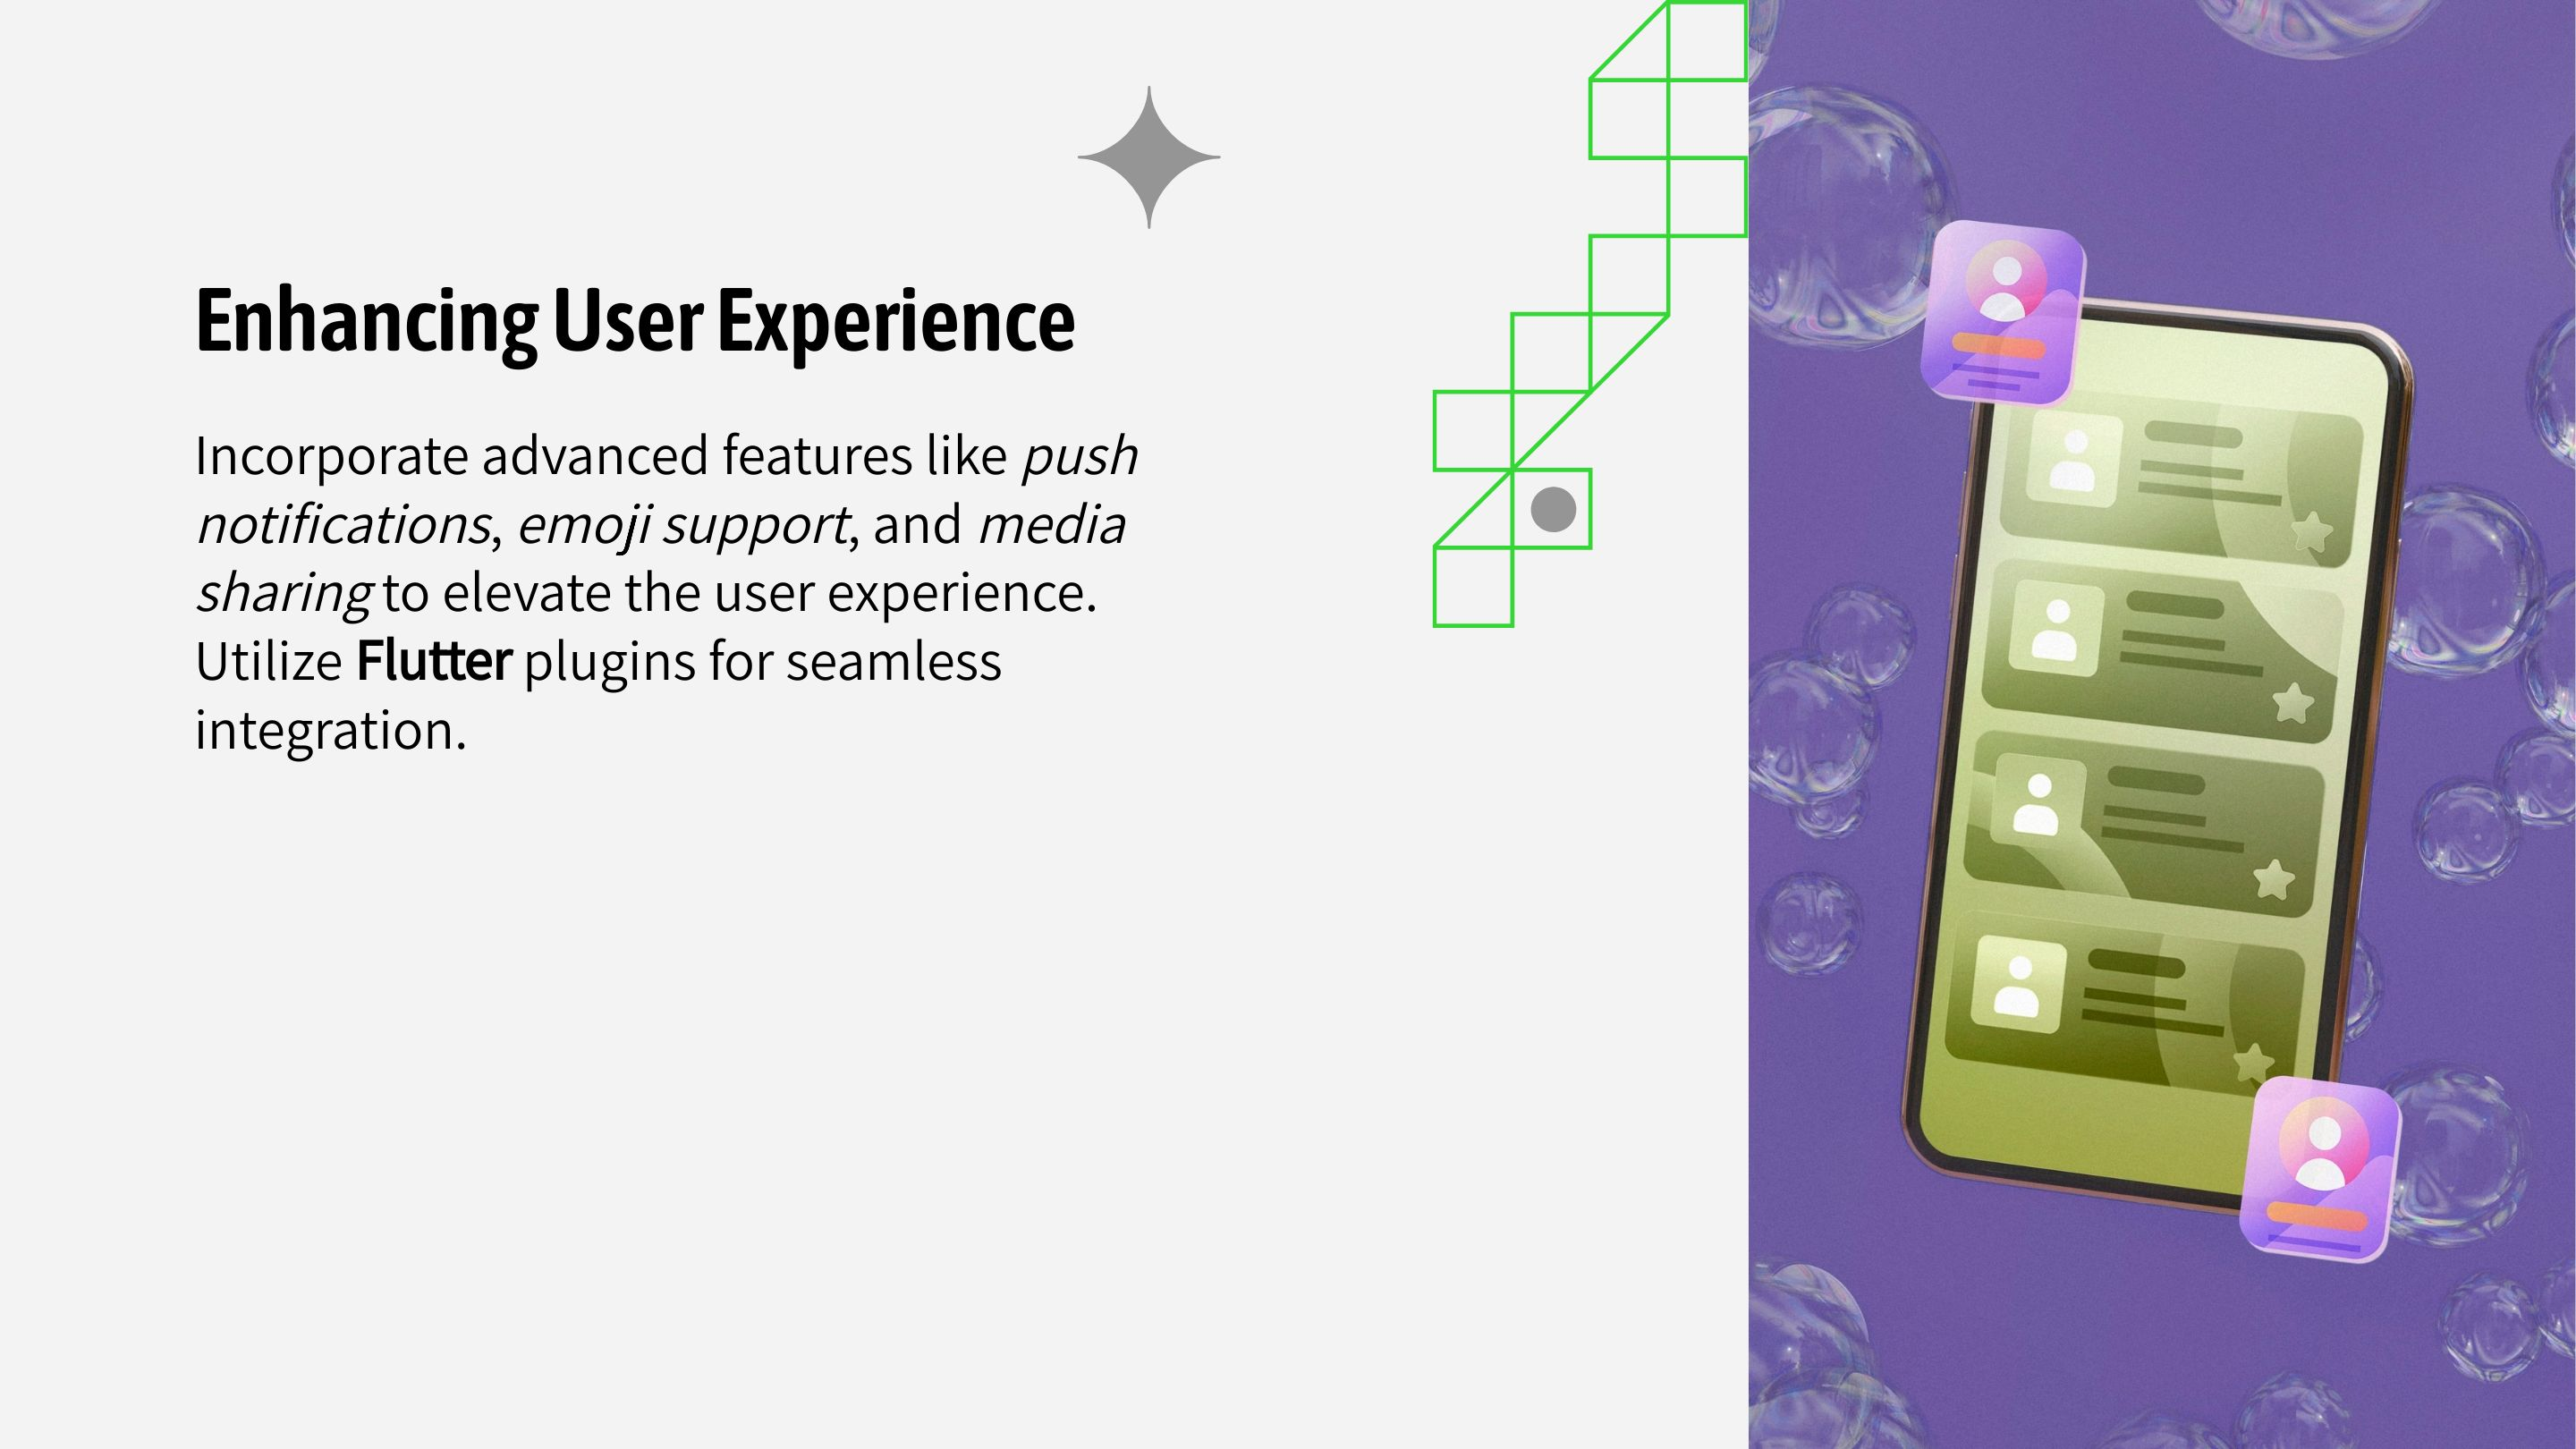 Enhancing User Experience
Incorporate advanced features like push
notifications, emoji support, and media
sharing to elevate the user experience.
Utilize Flutter plugins for seamless
integration.